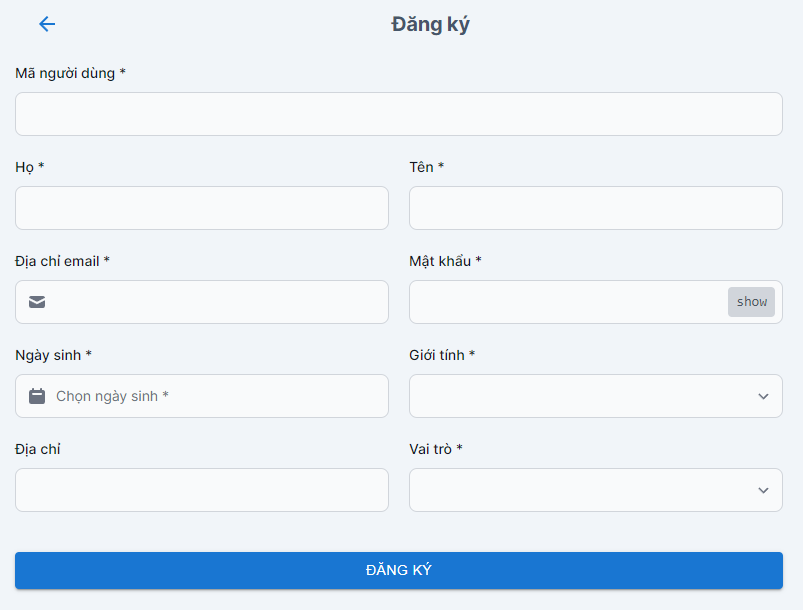 Đăng ký
Mã người dùng *
Họ *
Tên *
Địa chỉ email *
Mật khẩu *
show
Ngày sinh *
Giới tính *
Chọn ngày sinh *
Địa chỉ
Vai trò *
ĐĂNG KÝ